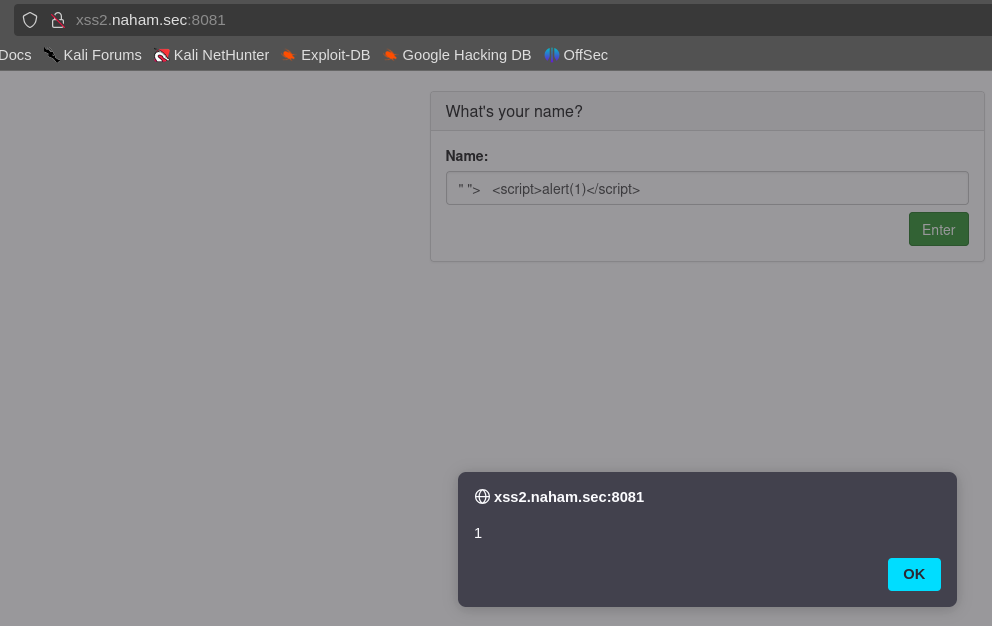 xss2.naham.sec:8081
Docs Kali Forums Kali NetHunter Exploit-DB Google Hacking DB OffSec
What's your name?
Name:
" ">   <script>alert(1)</script>
Enter
xss2.naham.sec:8081
1
OK